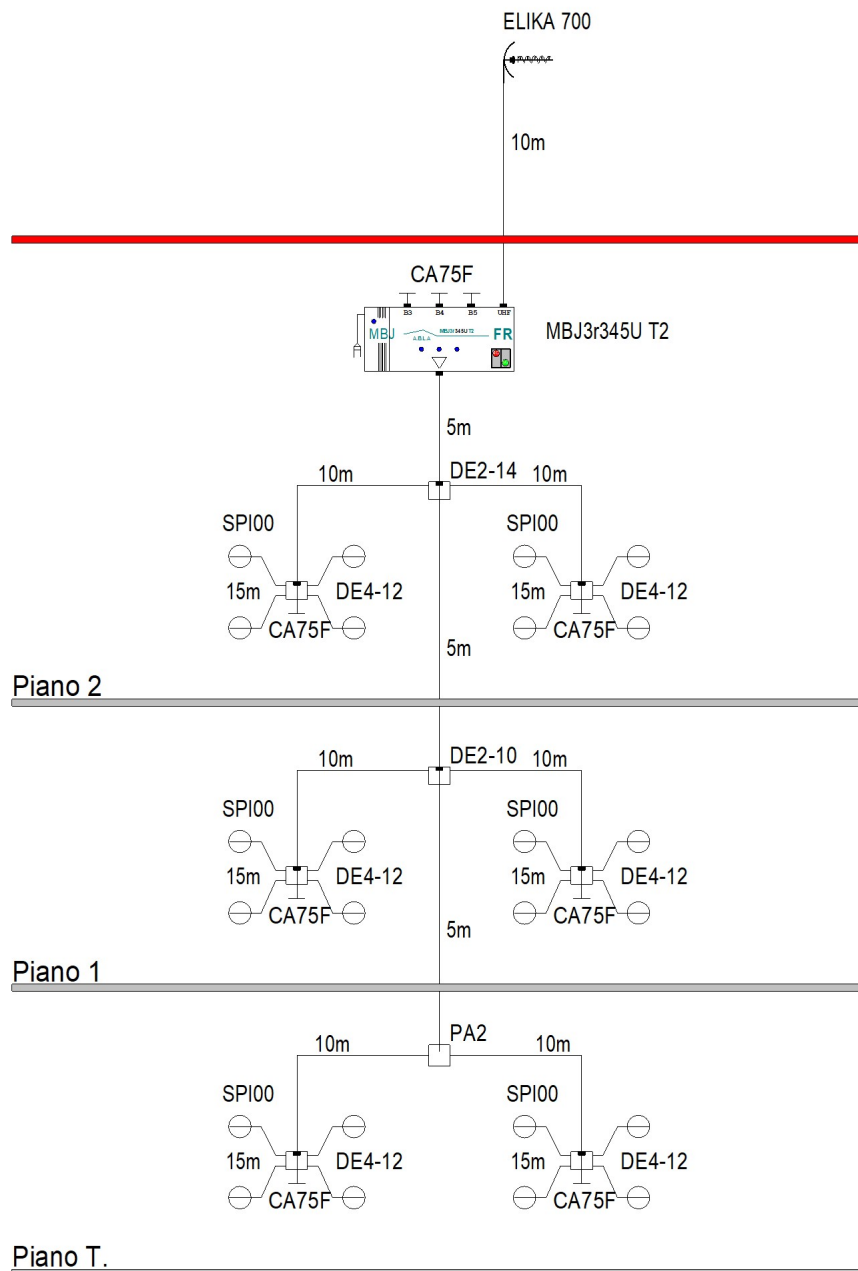 ELIKA 700
10m
CA75F
B3 B4 B5 UHF
MBJ MBJ3r345U T2 FR
MBJ3r345U T2
5m
DE2-14
10m 10m
SPI00 SPI00
15m DE4-12 15m DE4-12
CA75F CA75F
5m
Piano 2
DE2-10
10m 10m
SPI00 SPI00
15m DE4-12 15m DE4-12
CA75F CA75F
5m
Piano 1
PA2
10m 10m
SPI00 SPI00
15m DE4-12 15m DE4-12
CA75F CA75F
Piano T.